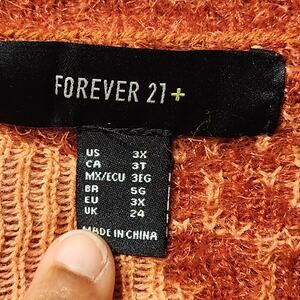 FOREVER 21+
US 3X
CA 3T
MX/ECU 3EG
BR 5G
EU 3X
UK 24
MADE IN CHINA